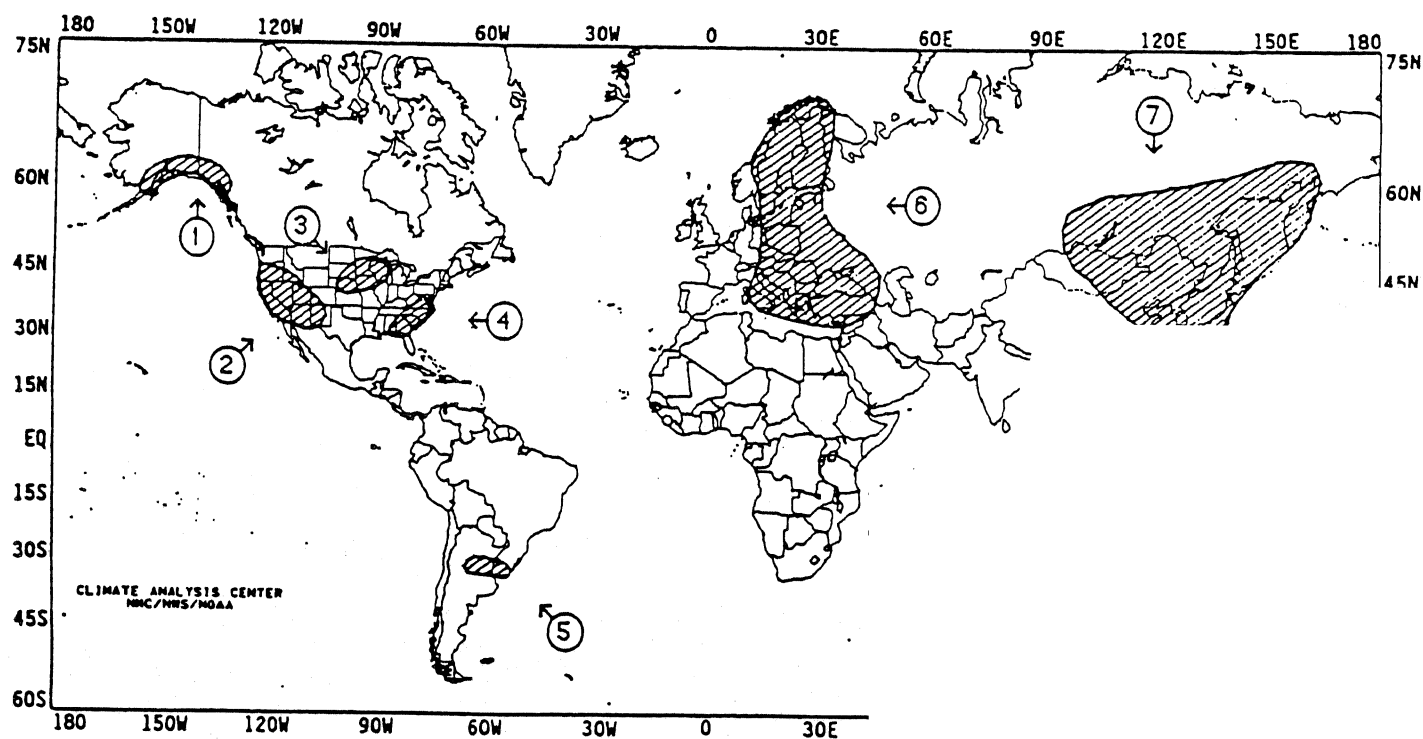 180 150W 120W 90W 60W 30W 0 30E 60E 90E 120E 150E 180
75N 75N
7
60N 60N
6
1 3
45N 45N
30N 4
2
15N
EQ
15S
30S
CLIMATE ANALYSIS CENTER
NMC/NWS/NOAA
45S
5
60S
180 150W 120W 90W 60W 30W 0 30E